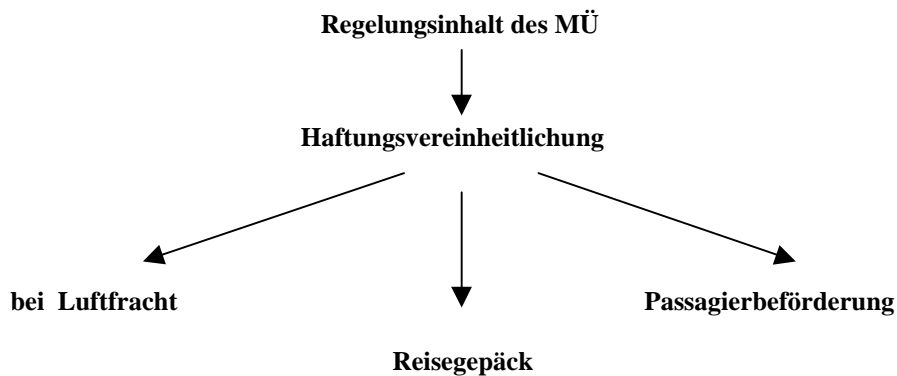 Regelungsinhalt des MÜ
Haftungsvereinheitlichung
bei Luftfracht
Passagierbeförderung
Reisegepäck